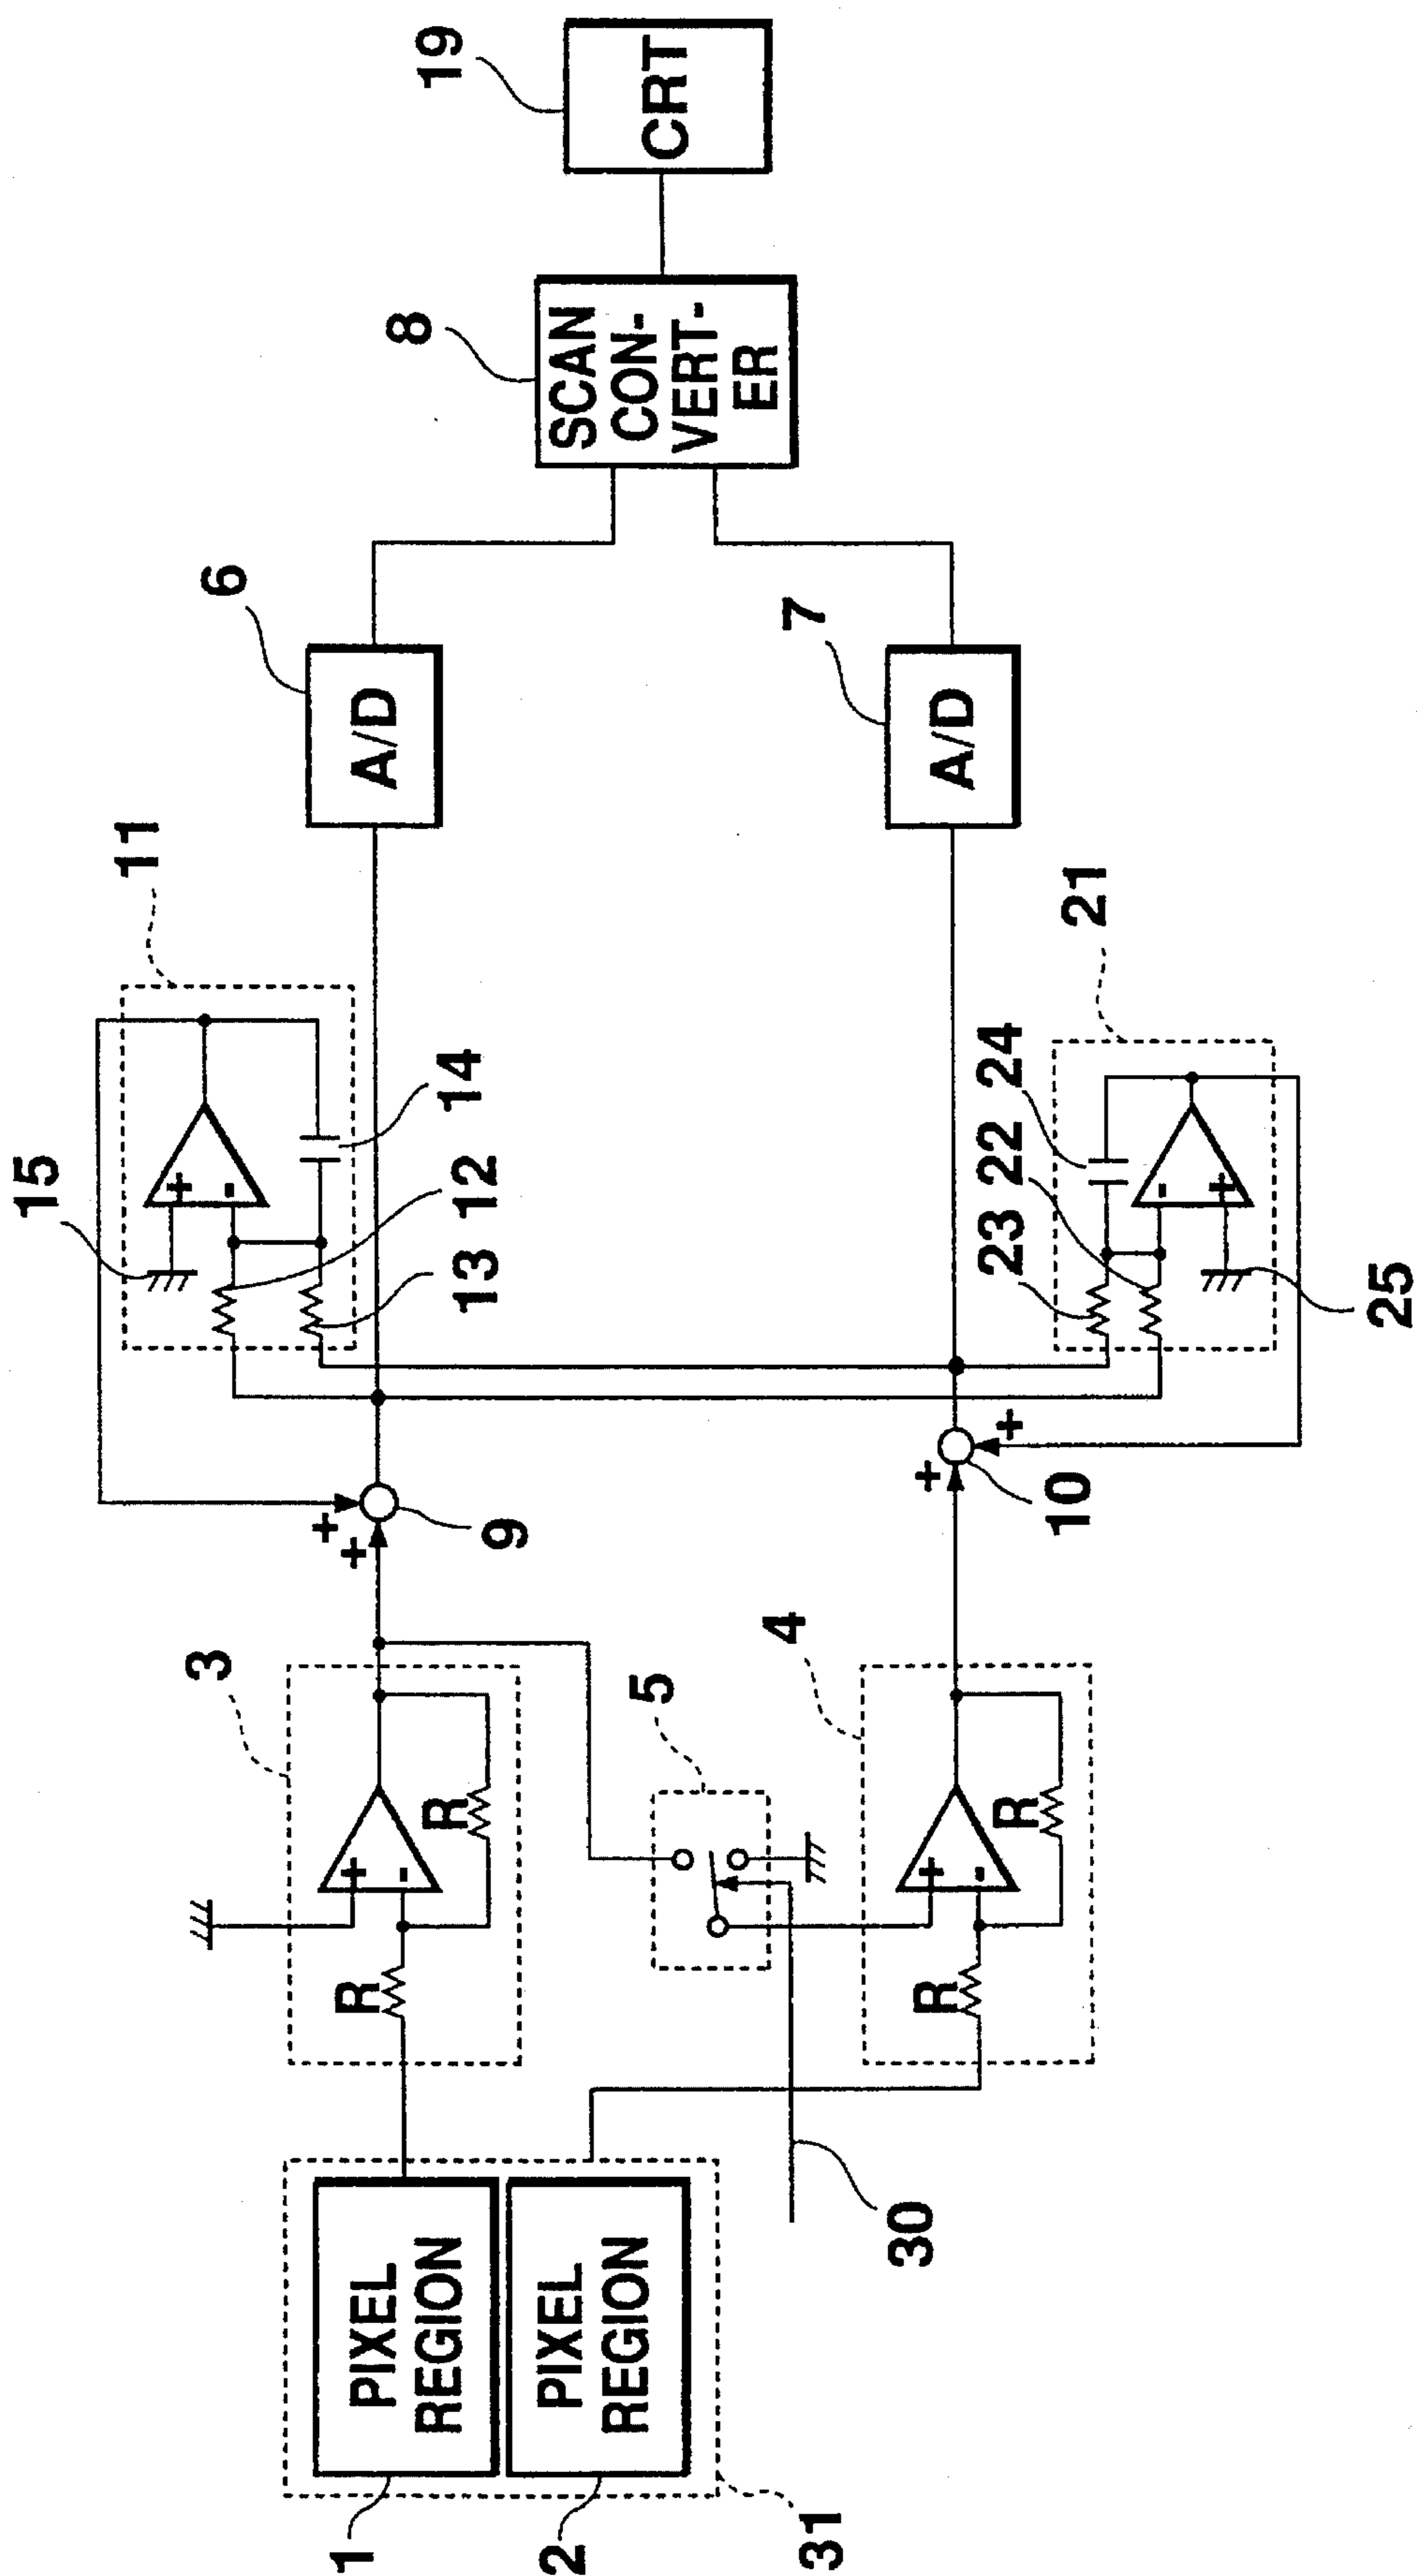 19
CRT
8
SCAN
CON-
VERT-
ER
6
A/D
7
A/D
11
21
15
14
12
13
24
22
23
25
+
-
-
+
+
+
9
+
+
10
3
4
5
+
-
R
R
+
-
R
R
30
1
PIXEL
REGION
2
PIXEL
REGION
31